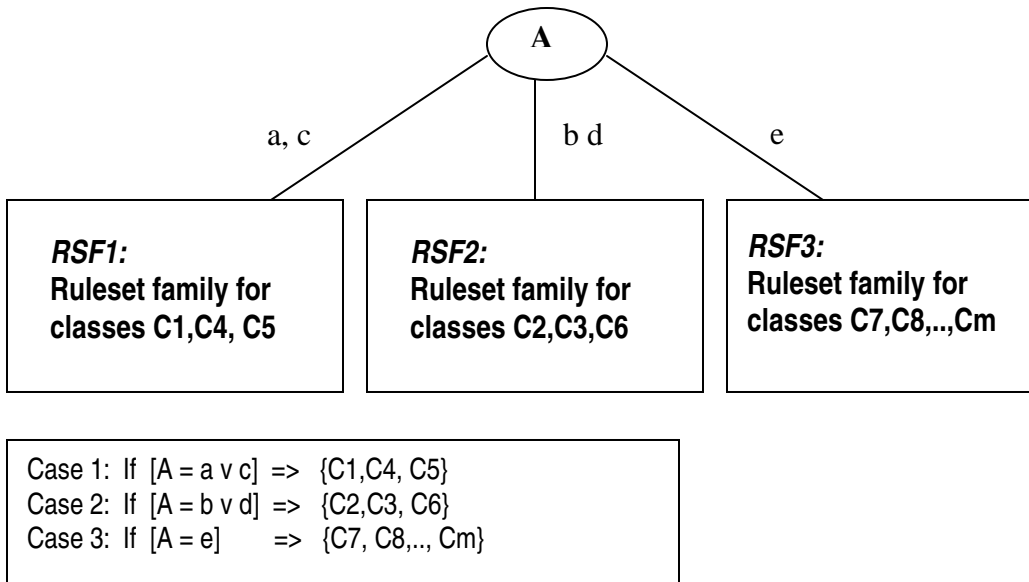 A
a, c
b d
e
RSF1:
Ruleset family for
classes C1,C4, C5
RSF2:
Ruleset family for
classes C2,C3,C6
RSF3:
Ruleset family for
classes C7,C8,..,Cm
Case 1: If [A = a v c] => {C1,C4, C5}
Case 2: If [A = b v d] => {C2,C3, C6}
Case 3: If [A = e] => {C7, C8,.., Cm}